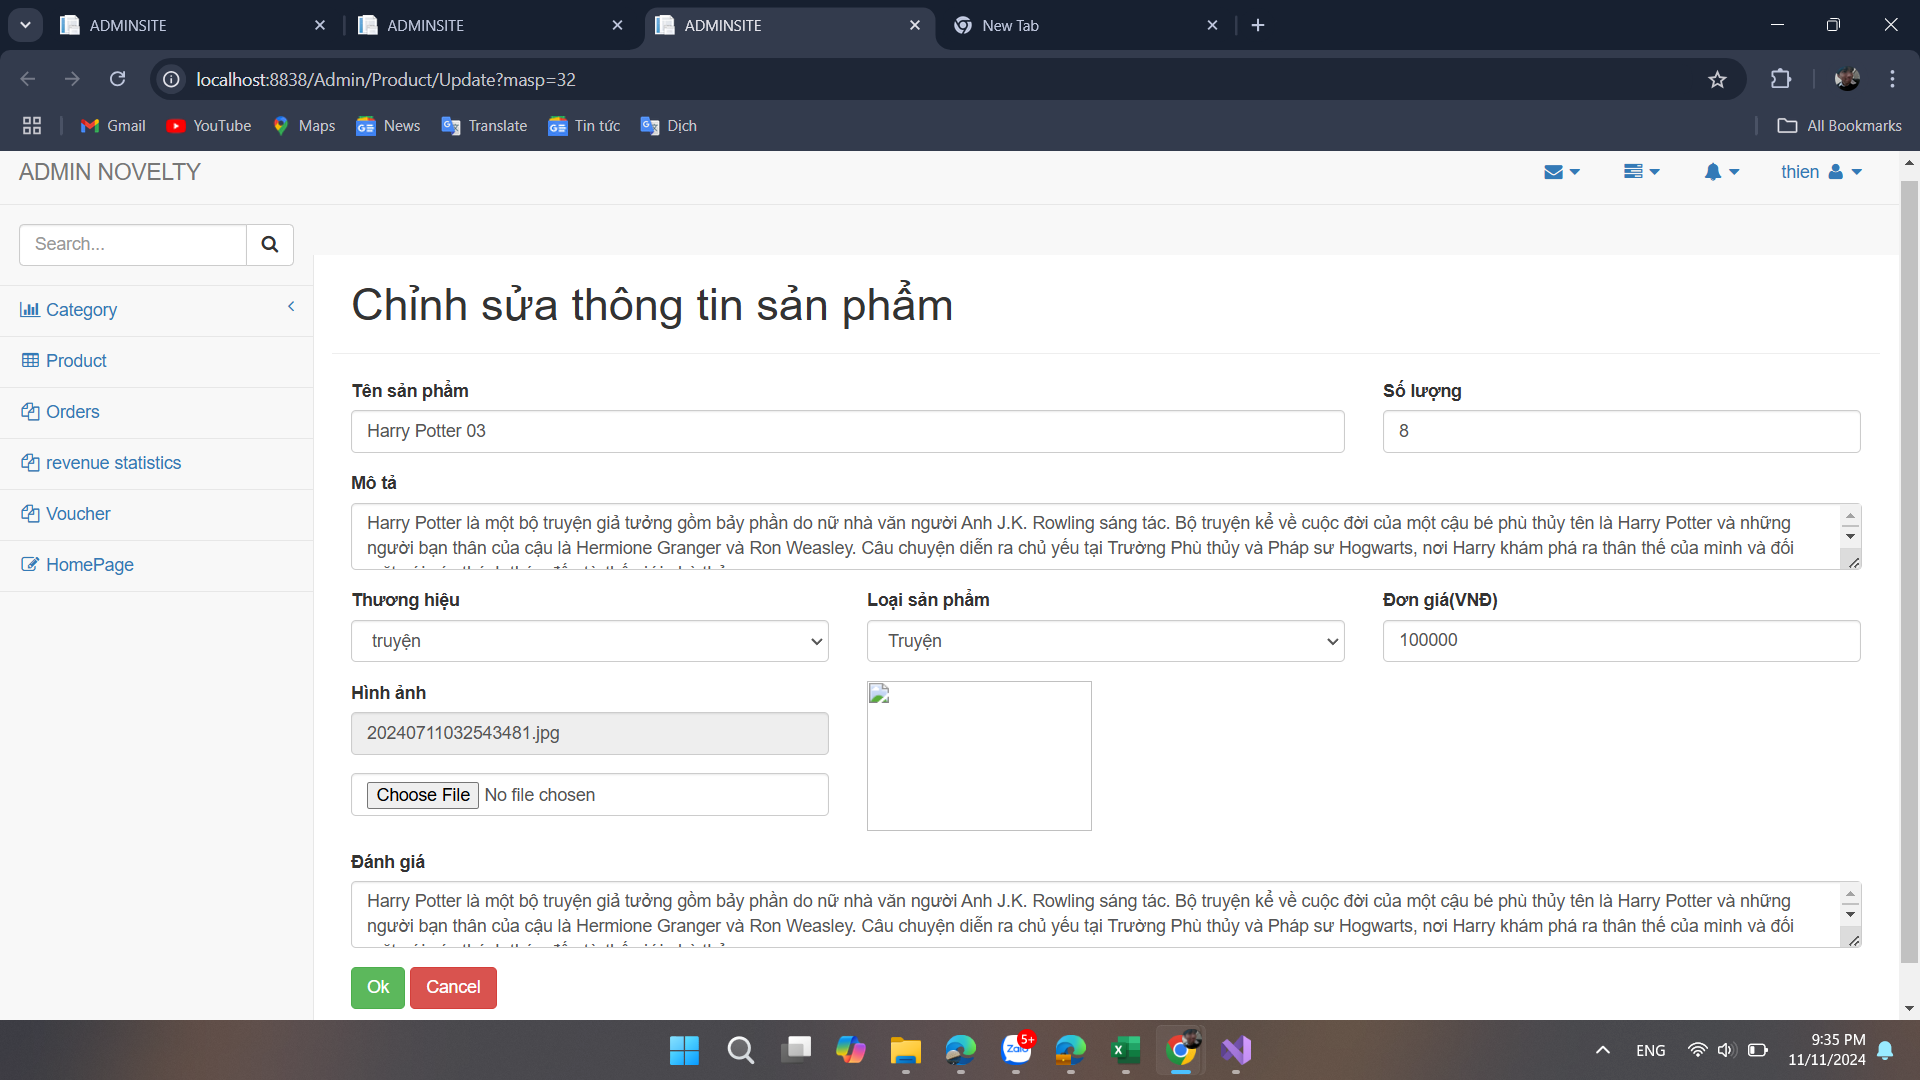 ADMINSITE
ADMINSITE
ADMINSITE
New Tab
localhost:8838/Admin/Product/Update?masp=32
Gmail
YouTube
Maps
News
Translate
Tin tức
Dịch
All Bookmarks
ADMIN NOVELTY
thien
Search...
Category
Product
Orders
revenue statistics
Voucher
HomePage
Chỉnh sửa thông tin sản phẩm
Tên sản phẩm
Số lượng
Harry Potter 03
8
Mô tả
Harry Potter là một bộ truyện giả tưởng gồm bảy phần do nữ nhà văn người Anh J.K. Rowling sáng tác. Bộ truyện kể về cuộc đời của một cậu bé phù thủy tên là Harry Potter và những
người bạn thân của cậu là Hermione Granger và Ron Weasley. Câu chuyện diễn ra chủ yếu tại Trường Phù thủy và Pháp sư Hogwarts, nơi Harry khám phá ra thân thế của mình và đối
Thương hiệu
Loại sản phẩm
Đơn giá(VNĐ)
truyện
Truyện
100000
Hình ảnh
20240711032543481.jpg
Choose File No file chosen
Đánh giá
Harry Potter là một bộ truyện giả tưởng gồm bảy phần do nữ nhà văn người Anh J.K. Rowling sáng tác. Bộ truyện kể về cuộc đời của một cậu bé phù thủy tên là Harry Potter và những
người bạn thân của cậu là Hermione Granger và Ron Weasley. Câu chuyện diễn ra chủ yếu tại Trường Phù thủy và Pháp sư Hogwarts, nơi Harry khám phá ra thân thế của mình và đối
Ok
Cancel
Zalo
5+
ENG
9:35 PM
11/11/2024